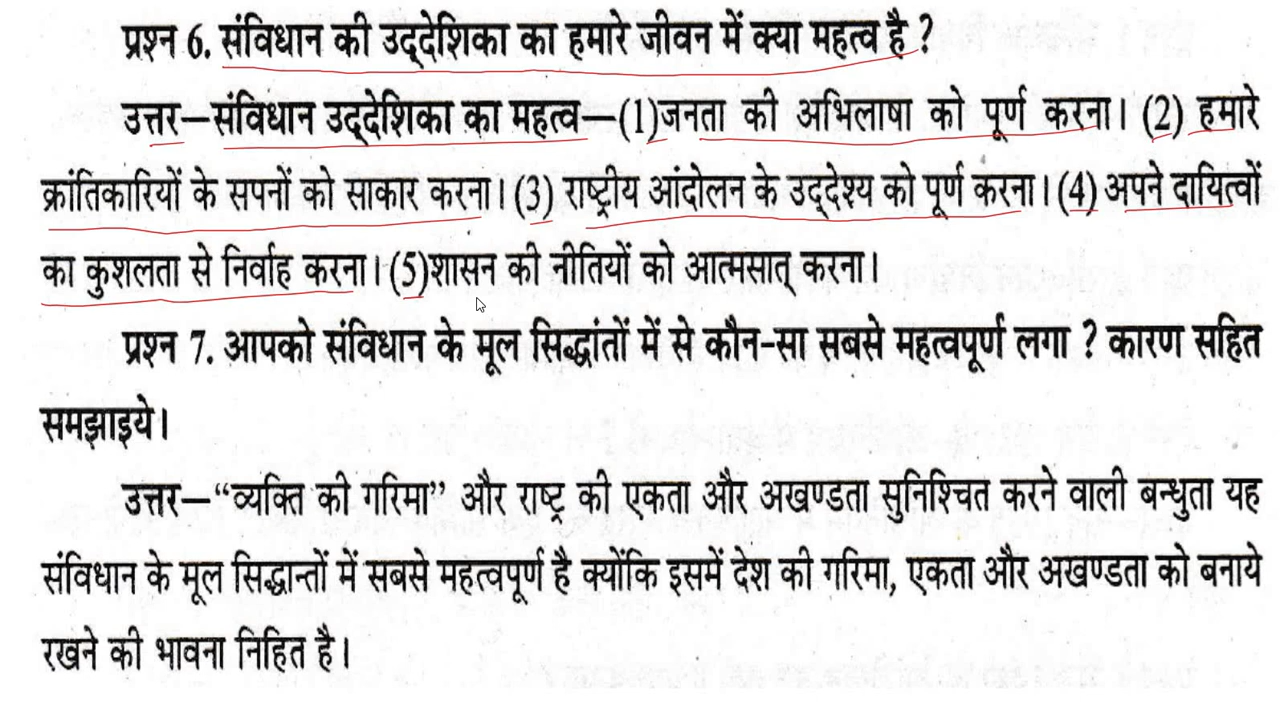 प्रश्न 6. संविधान की उद्देशिका का हमारे जीवन में क्या महत्व है ?
उत्तर—संविधान उद्देशिका का महत्व—(1)जनता की अभिलाषा को पूर्ण करना। (2) हमारे
क्रांतिकारियों के सपनों को साकार करना। (3) राष्ट्रीय आंदोलन के उद्देश्य को पूर्ण करना। (4) अपने दायित्वों
का कुशलता से निर्वाह करना। (5)शासन की नीतियों को आत्मसात् करना।
प्रश्न 7. आपको संविधान के मूल सिद्धांतों में से कौन-सा सबसे महत्वपूर्ण लगा ? कारण सहित
समझाइये।
उत्तर—“व्यक्ति की गरिमा” और राष्ट्र की एकता और अखण्डता सुनिश्चित करने वाली बन्धुता यह
संविधान के मूल सिद्धान्तों में सबसे महत्वपूर्ण है क्योंकि इसमें देश की गरिमा, एकता और अखण्डता को बनाये
रखने की भावना निहित है।